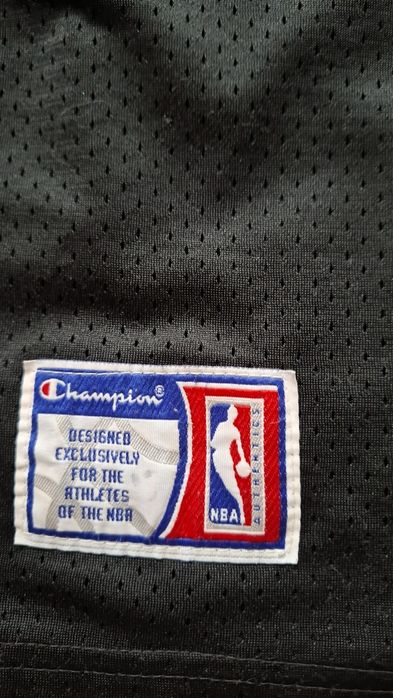 Champion®
DESIGNED
EXCLUSIVELY
FOR THE
ATHLETES
OF THE NBA
NBA
AUTHENTICS